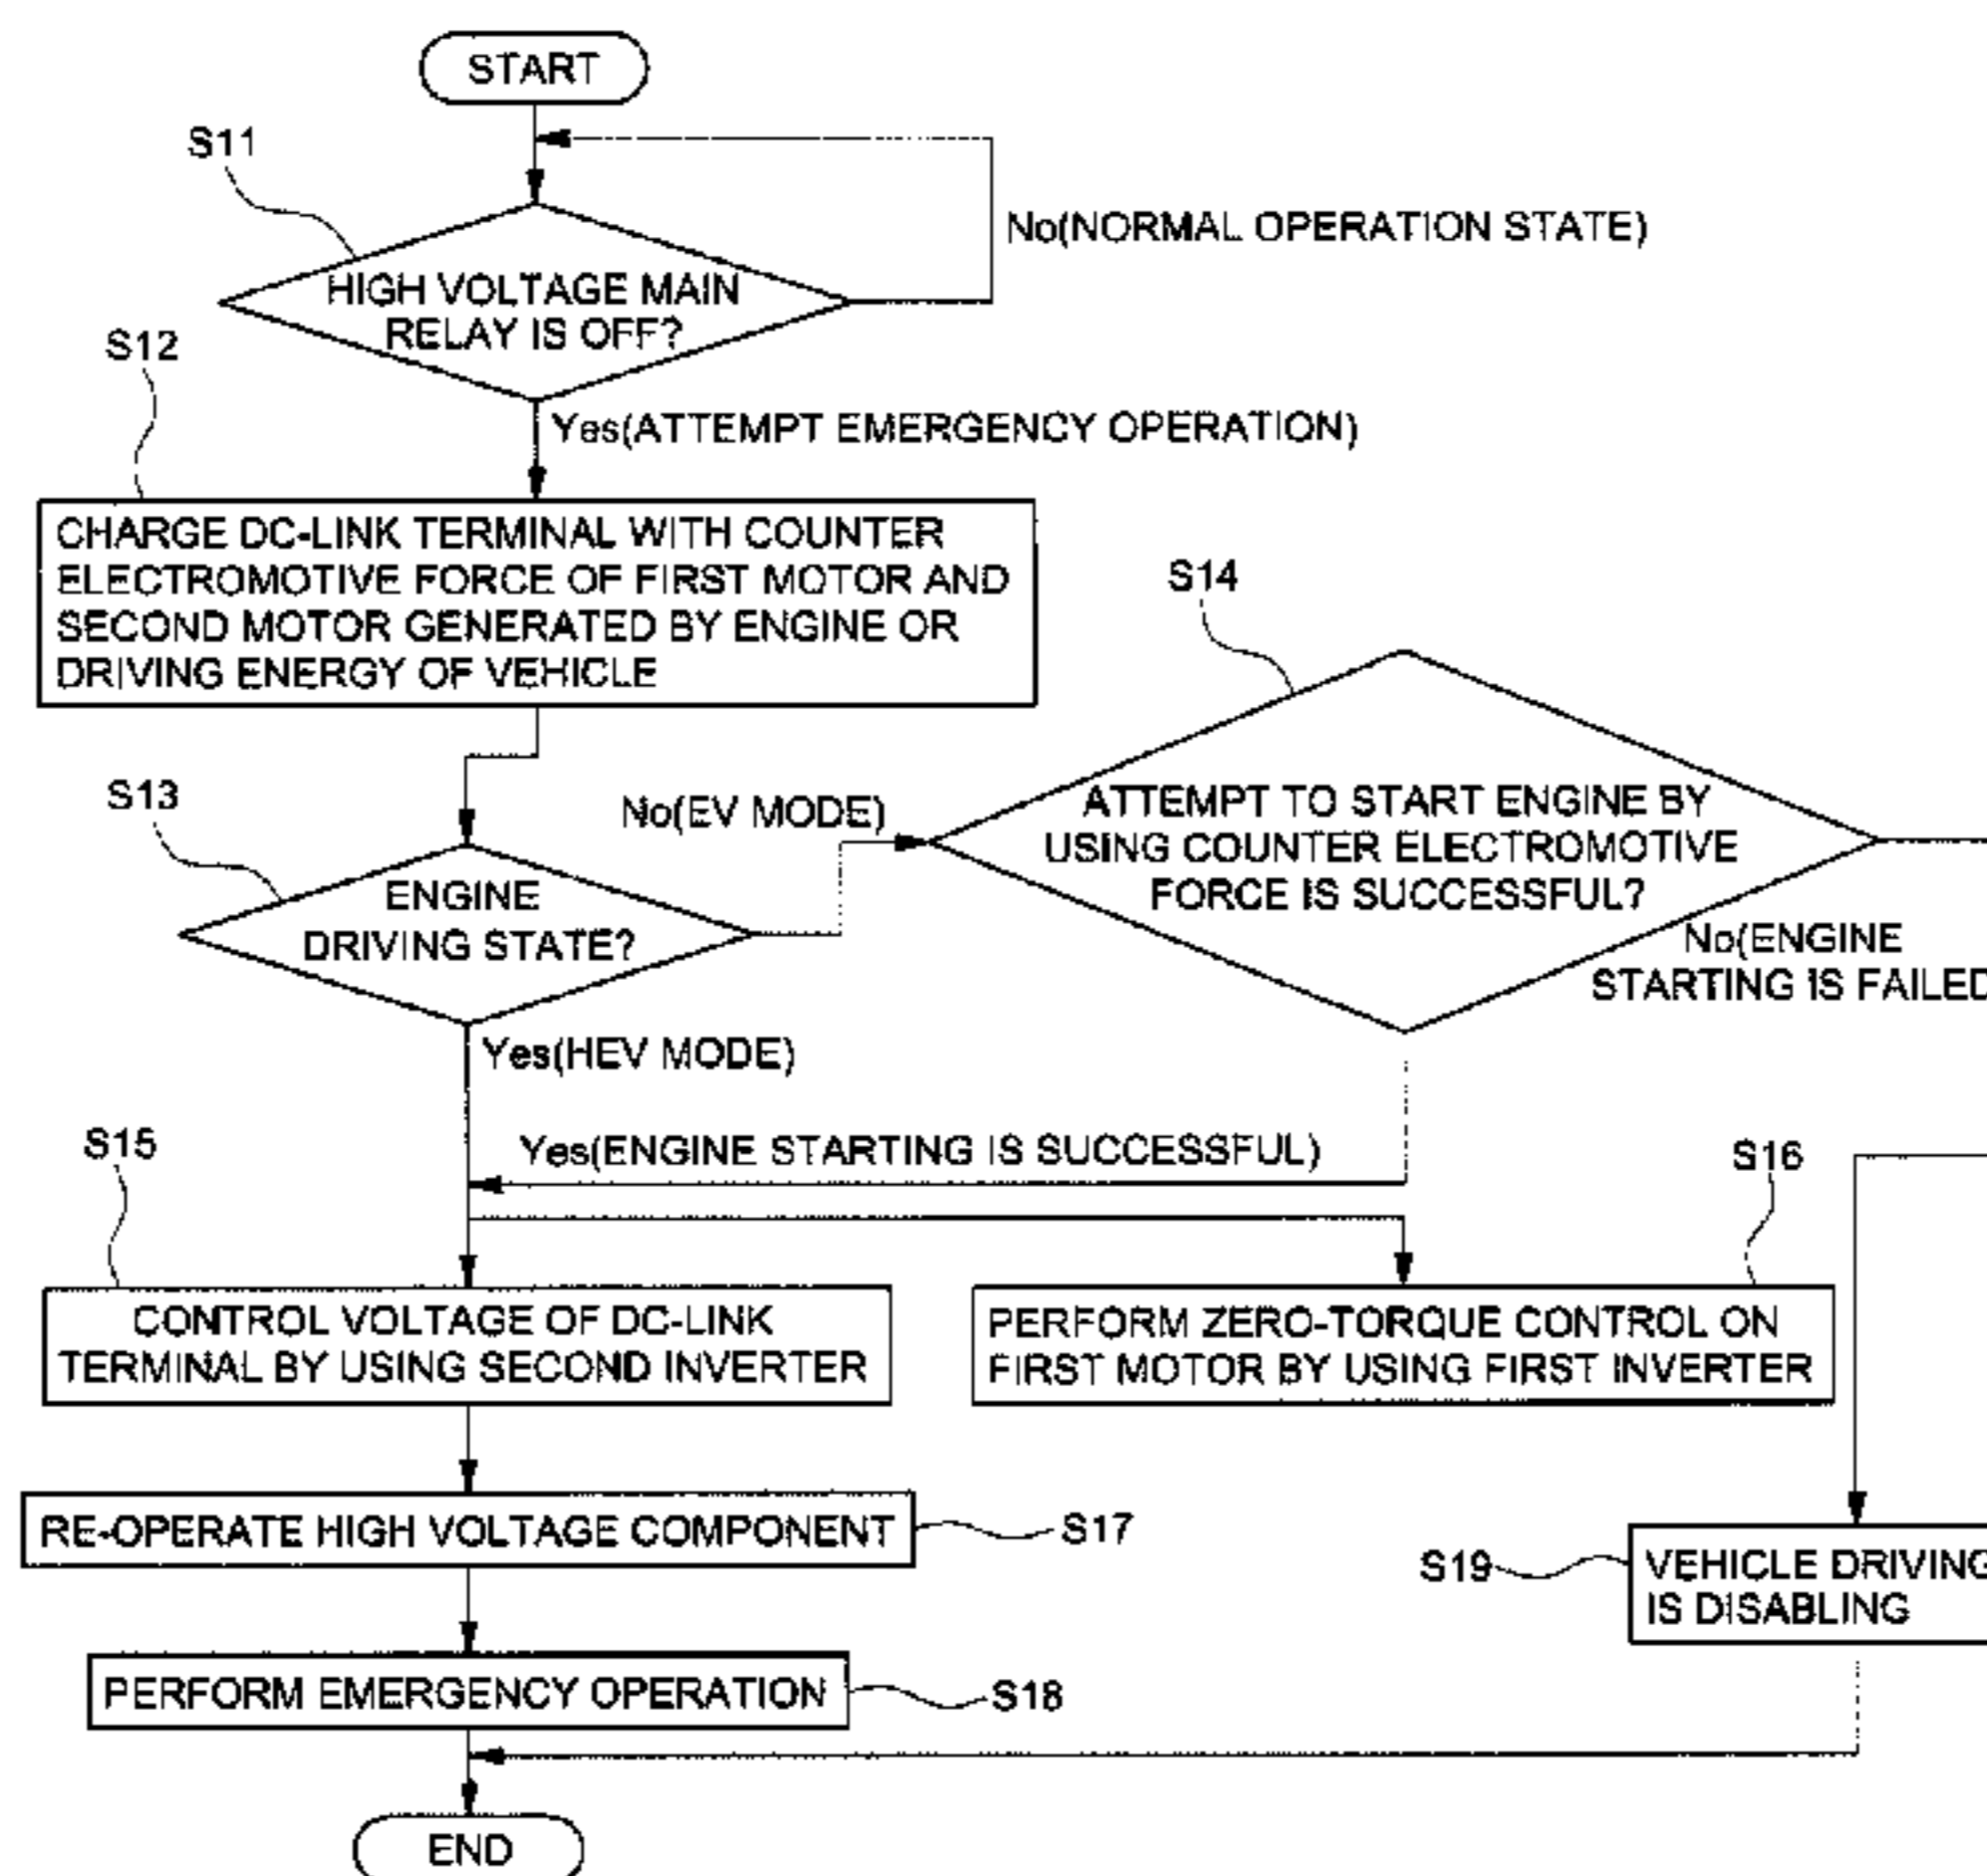 START
S11
No(NORMAL OPERATION STATE)
HIGH VOLTAGE MAIN
RELAY IS OFF?
S12
Yes(ATTEMPT EMERGENCY OPERATION)
CHARGE DC-LINK TERMINAL WITH COUNTER
ELECTROMOTIVE FORCE OF FIRST MOTOR AND
SECOND MOTOR GENERATED BY ENGINE OR
DRIVING ENERGY OF VEHICLE
S14
S13
No(EV MODE)
ATTEMPT TO START ENGINE BY
USING COUNTER ELECTROMOTIVE
FORCE IS SUCCESSFUL?
ENGINE
DRIVING STATE?
No(ENGINE
STARTING IS FAILED
Yes(HEV MODE)
S15
Yes(ENGINE STARTING IS SUCCESSFUL)
S16
CONTROL VOLTAGE OF DC-LINK
TERMINAL BY USING SECOND INVERTER
PERFORM ZERO-TORQUE CONTROL ON
FIRST MOTOR BY USING FIRST INVERTER
RE-OPERATE HIGH VOLTAGE COMPONENT
S17
S19
VEHICLE DRIVING
IS DISABLING
PERFORM EMERGENCY OPERATION
S18
END